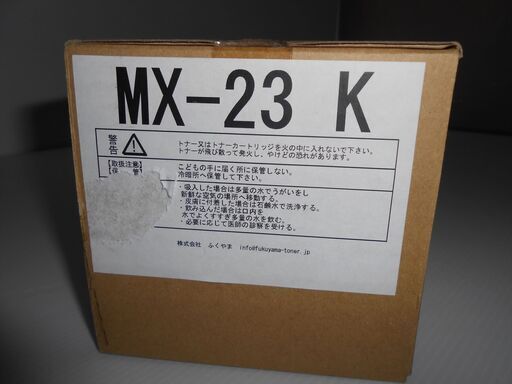 MX-23 K
警告
トナー又はトナーカートリッジを火の中に入れないで下さい。
トナーが飛び散って発火し、やけどの恐れがあります。
【取扱注意】
【保管】
こどもの手に届く所に保管しない。
冷暗所へ保管して下さい。
・吸入した場合は多量の水でうがいをし
新鮮な空気の場所へ移動する。
・皮膚に付着した場合は石鹸水で洗浄する。
・飲み込んだ場合は口内を
水でよくすすぎ多量の水を飲む。
・必要に応じて医師の診察を受ける。
株式会社 ふくやま info@fukuyama-toner.jp